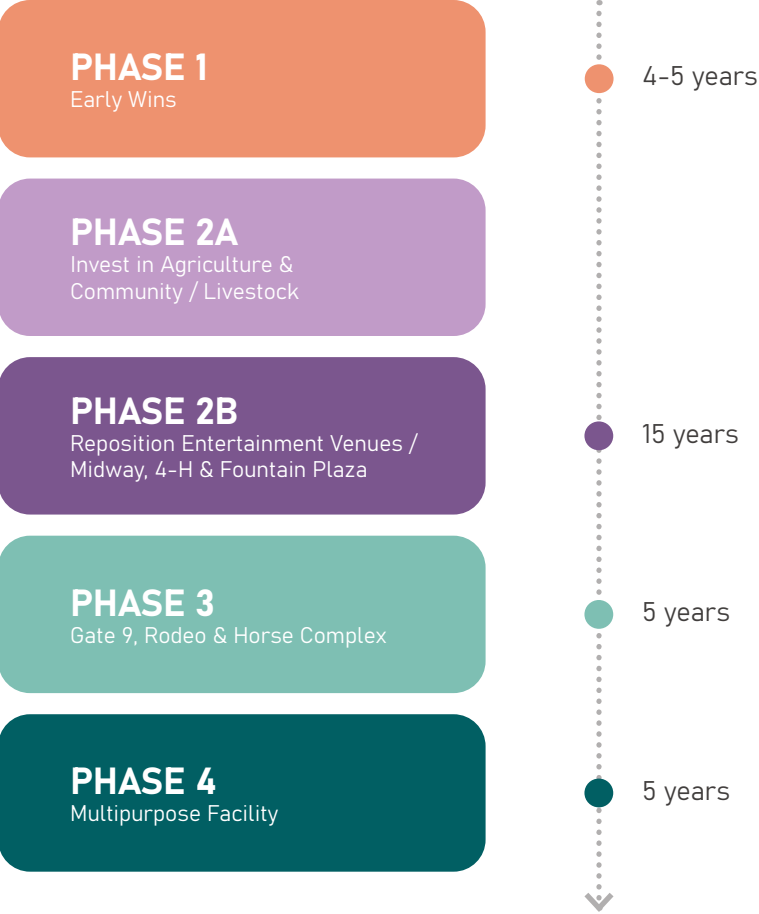 PHASE 1
Early Wins
4-5 years
PHASE 2A
Invest in Agriculture &
Community / Livestock
PHASE 2B
Reposition Entertainment Venues /
Midway, 4-H & Fountain Plaza
15 years
PHASE 3
Gate 9, Rodeo & Horse Complex
5 years
PHASE 4
Multipurpose Facility
5 years